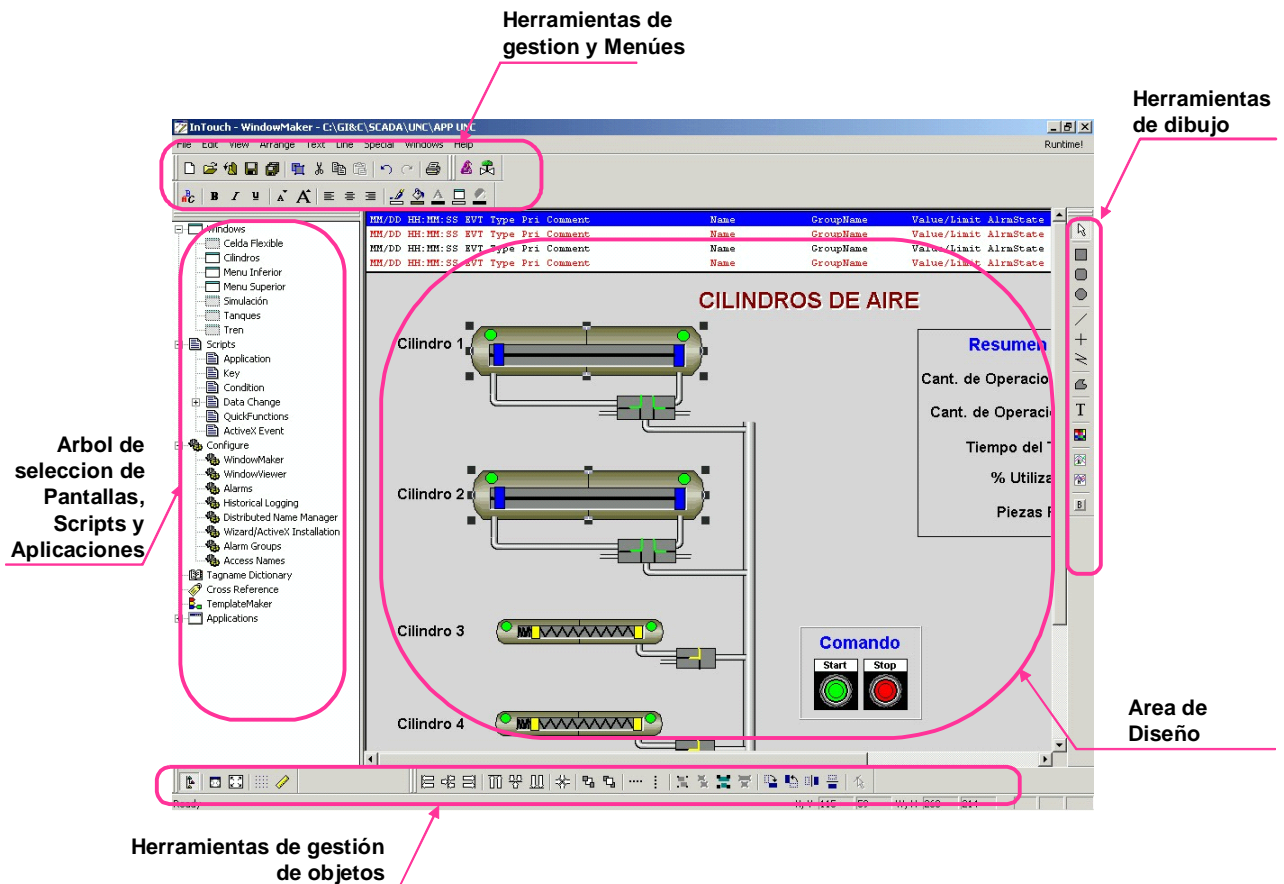 Herramientas de
gestion y Menúes
Herramientas
de dibujo
InTouch - WindowMaker - C:\GI&C\SCADA\UNC\APP UNC
File Edit View Arrange Text Line Special Windows Help
Runtime!
MM/DD HH:MM:SS EVT Type Pri Comment Name GroupName Value/Limit AlrmState
MM/DD HH:MM:SS EVT Type Pri Comment Name GroupName Value/Limit AlrmState
MM/DD HH:MM:SS EVT Type Pri Comment Name GroupName Value/Limit AlrmState
MM/DD HH:MM:SS EVT Type Pri Comment Name GroupName Value/Limit AlrmState
Windows
Celda Flexible
Cilindros
Menu Inferior
Menu Superior
Simulación
Tanques
Tren
Scripts
Application
Key
Condition
Data Change
QuickFunctions
ActiveX Event
Configure
WindowMaker
WindowViewer
Alarms
Historical Logging
Distributed Name Manager
Wizard/ActiveX Installation
Alarm Groups
Access Names
Tagname Dictionary
Cross Reference
TemplateMaker
Applications
Arbol de
seleccion de
Pantallas,
Scripts y
Aplicaciones
CILINDROS DE AIRE
Cilindro 1
Cilindro 2
Cilindro 3
Cilindro 4
Resumen
Cant. de Operacio
Cant. de Operaci
Tiempo del
% Utiliza
Piezas
Comando
Start Stop
Area de
Diseño
Ready
Herramientas de gestión
de objetos